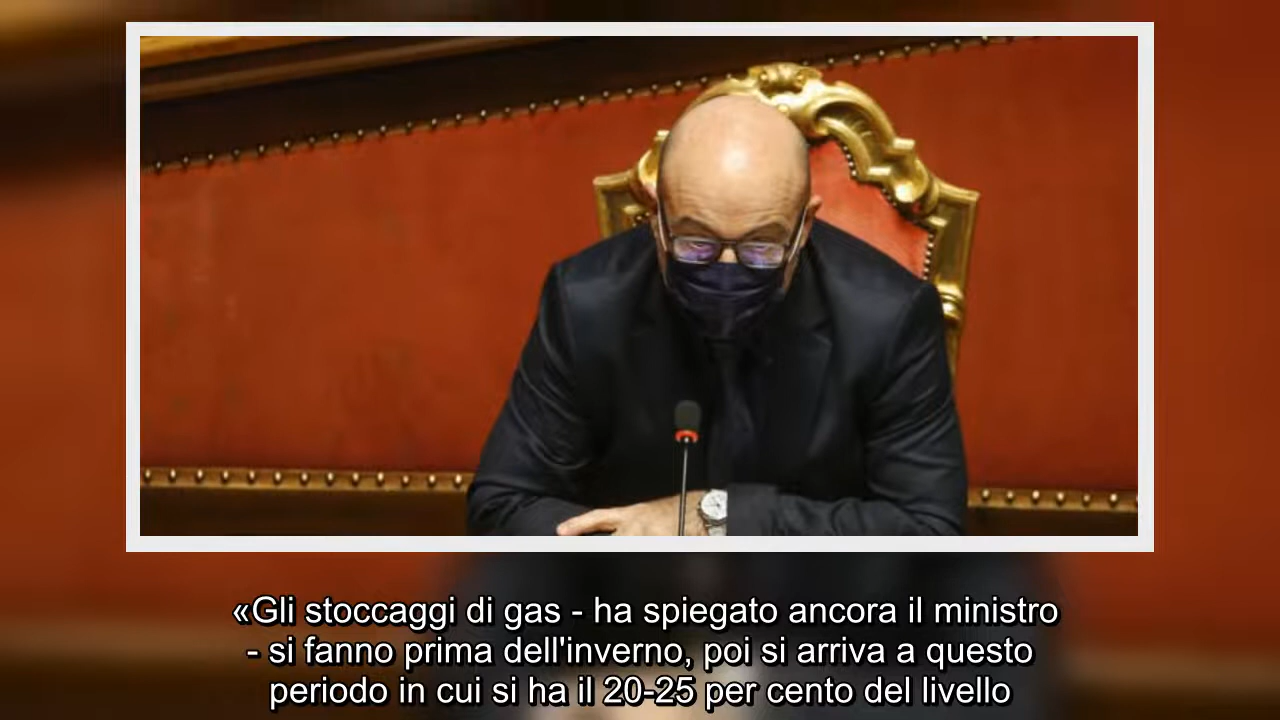 «Gli stoccaggi di gas - ha spiegato ancora il ministro
- si fanno prima dell'inverno, poi si arriva a questo
periodo in cui si ha il 20-25 per cento del livello